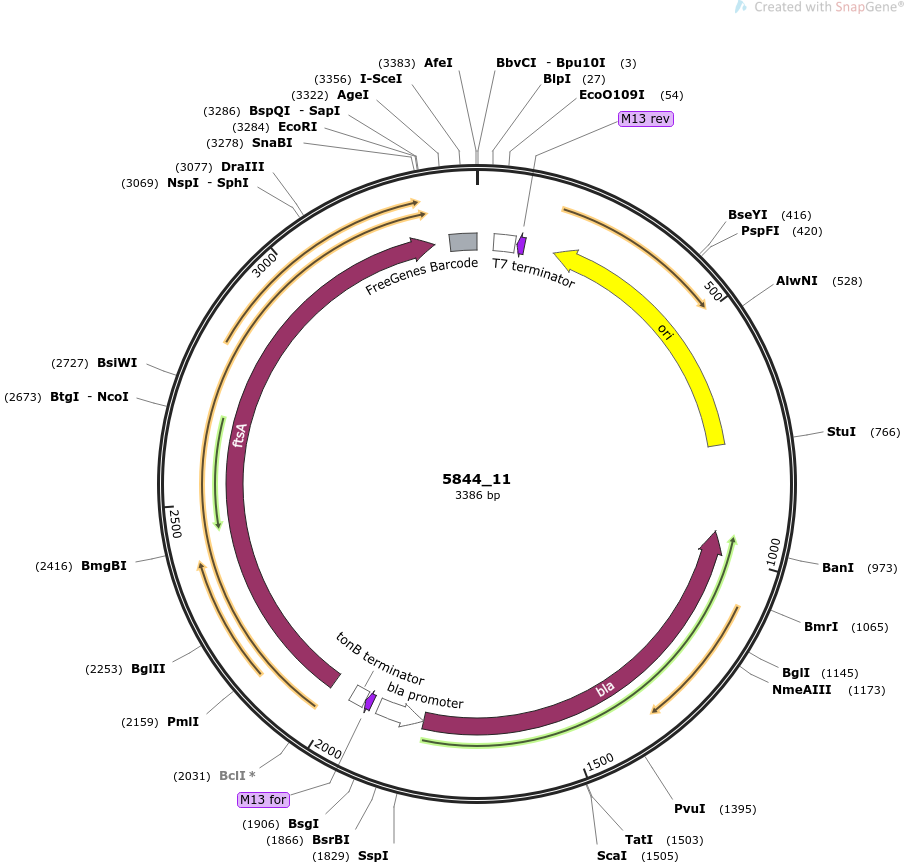 Created with SnapGene®
(3383) AfeI
BbvCI - Bpu10I (3)
(3356) I-SceI
BlpI (27)
(3322) AgeI
EcoO109I (54)
(3286) BspQI - SapI
M13 rev
(3284) EcoRI
(3278) SnaBI
(3077) DraIII
(3069) NspI - SphI
BseYI (416)
PspFI (420)
AlwNI (528)
StuI (766)
BanI (973)
BmrI (1065)
BglI (1145)
NmeAIII (1173)
PvuI (1395)
TatI (1503)
ScaI (1505)
(2727) BsiWI
(2673) BtgI - NcoI
(2416) BmgBI
(2253) BglII
(2159) PmlI
(2031) BclI *
M13 for
(1906) BsgI
(1866) BsrBI
(1829) SspI
500
1000
1500
2000
2500
3000
FreeGenes Barcode
T7 terminator
ori
ftsA
5844_11
3386 bp
tonB terminator
bla promoter
bla